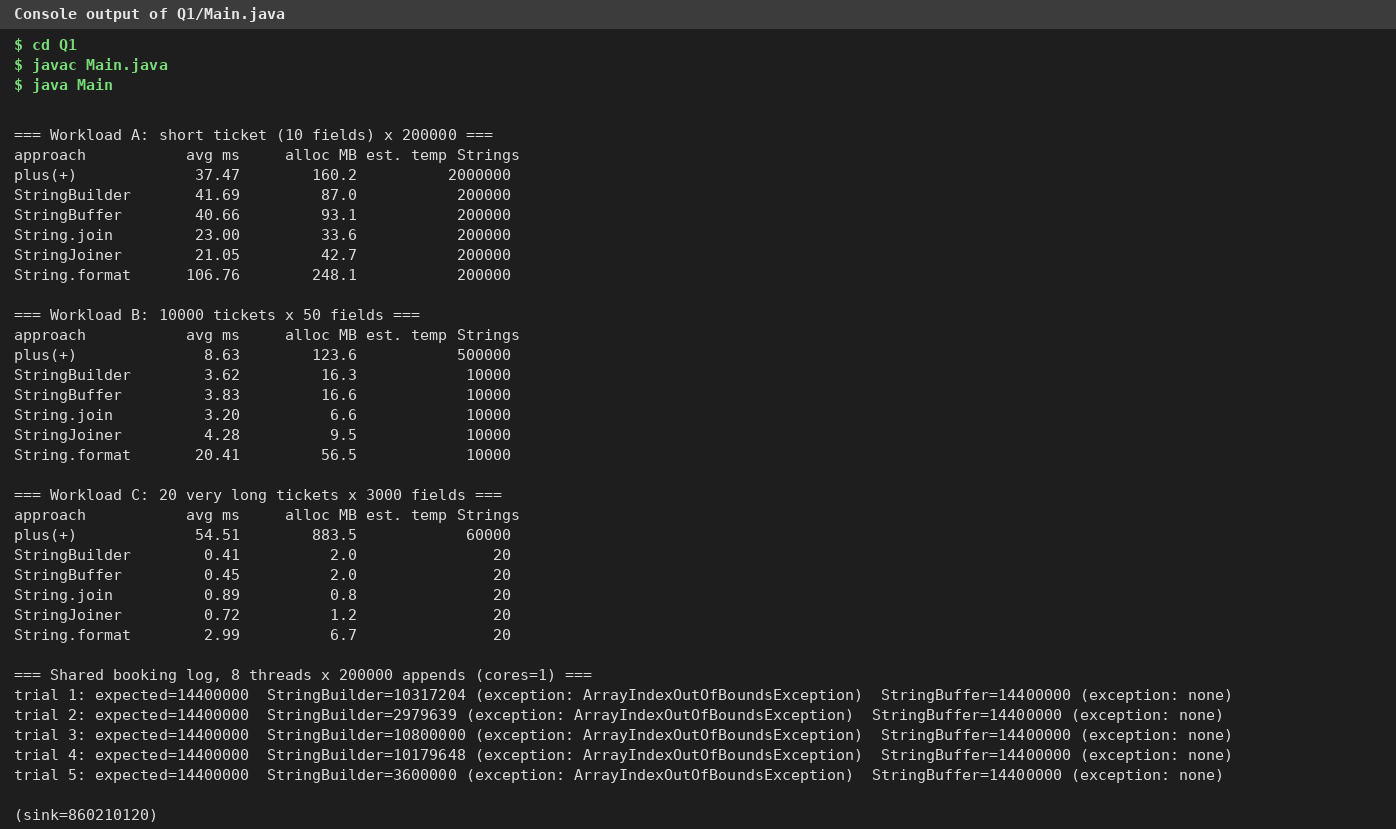 Console output of Q1/Main.java
$ cd Q1
$ javac Main.java
$ java Main
=== Workload A: short ticket (10 fields) x 200000 ===
approach           avg ms     alloc MB est. temp Strings
plus(+)             37.47        160.2          2000000
StringBuilder       41.69         87.0           200000
StringBuffer        40.66         93.1           200000
String.join         23.00         33.6           200000
StringJoiner        21.05         42.7           200000
String.format      106.76        248.1           200000
=== Workload B: 10000 tickets x 50 fields ===
approach           avg ms     alloc MB est. temp Strings
plus(+)              8.63        123.6           500000
StringBuilder        3.62         16.3            10000
StringBuffer         3.83         16.6            10000
String.join          3.20          6.6            10000
StringJoiner         4.28          9.5            10000
String.format       20.41         56.5            10000
=== Workload C: 20 very long tickets x 3000 fields ===
approach           avg ms     alloc MB est. temp Strings
plus(+)             54.51        883.5            60000
StringBuilder        0.41          2.0               20
StringBuffer         0.45          2.0               20
String.join          0.89          0.8               20
StringJoiner         0.72          1.2               20
String.format        2.99          6.7               20
=== Shared booking log, 8 threads x 200000 appends (cores=1) ===
trial 1: expected=14400000  StringBuilder=10317204 (exception: ArrayIndexOutOfBoundsException)  StringBuffer=14400000 (exception: none)
trial 2: expected=14400000  StringBuilder=2979639 (exception: ArrayIndexOutOfBoundsException)  StringBuffer=14400000 (exception: none)
trial 3: expected=14400000  StringBuilder=10800000 (exception: ArrayIndexOutOfBoundsException)  StringBuffer=14400000 (exception: none)
trial 4: expected=14400000  StringBuilder=10179648 (exception: ArrayIndexOutOfBoundsException)  StringBuffer=14400000 (exception: none)
trial 5: expected=14400000  StringBuilder=3600000 (exception: ArrayIndexOutOfBoundsException)  StringBuffer=14400000 (exception: none)
(sink=860210120)